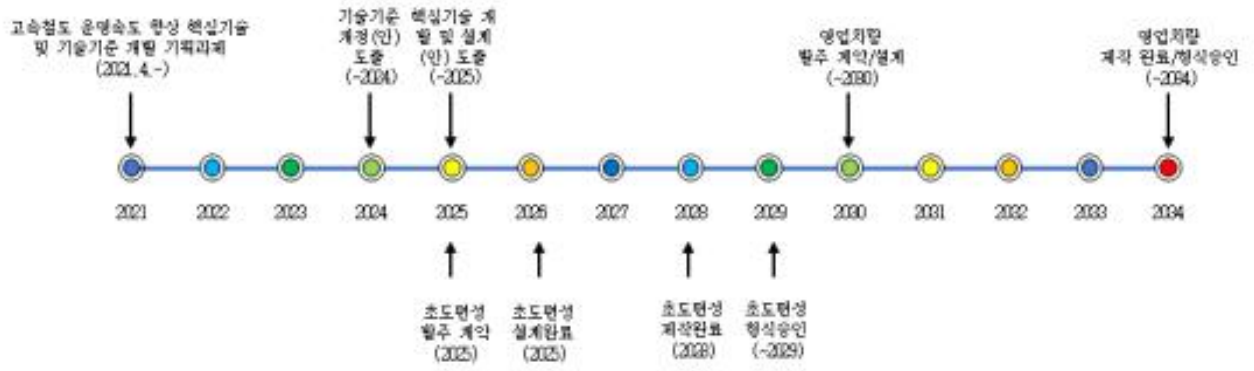 고속철도 운영속도 향상 핵심기술
및 기술기준 개발 기획과제
(2021.4.~)
기술기준
개정(안)
도출
(~2024)
핵심기술 개
발 및 설계
(안) 도출
(~2025)
영업차량
발주 계약/설계
(~2030)
영업차량
제작 완료/형식승인
(~2034)
2021
2022
2023
2024
2025
2026
2027
2028
2029
2030
2031
2032
2033
2034
초도편성
발주 계약
(2025)
초도편성
설계완료
(2025)
초도편성
제작완료
(2028)
초도편성
형식승인
(~2029)